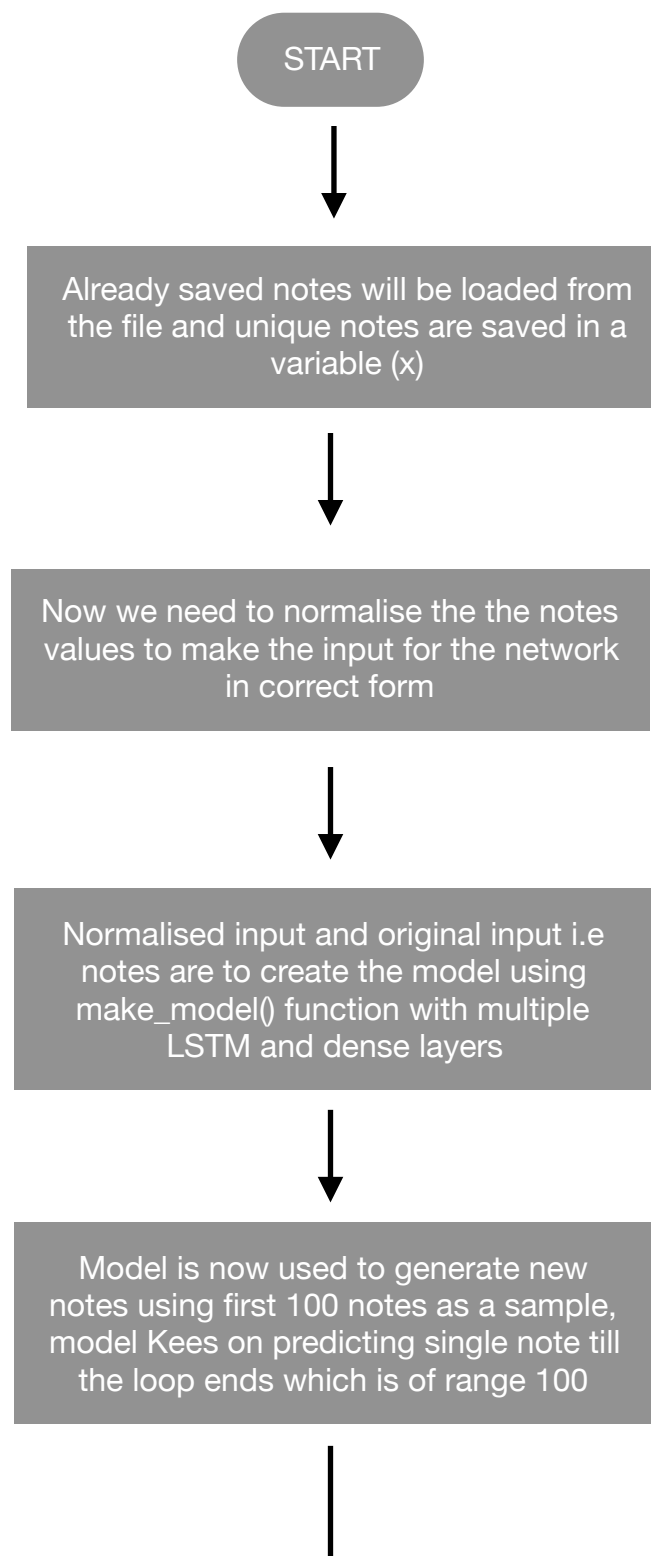 START
Already saved notes will be loaded from
the file and unique notes are saved in a
variable (x)
Now we need to normalise the the notes
values to make the input for the network
in correct form
Normalised input and original input i.e
notes are to create the model using
make_model() function with multiple
LSTM and dense layers
Model is now used to generate new
notes using first 100 notes as a sample,
model Kees on predicting single note till
the loop ends which is of range 100